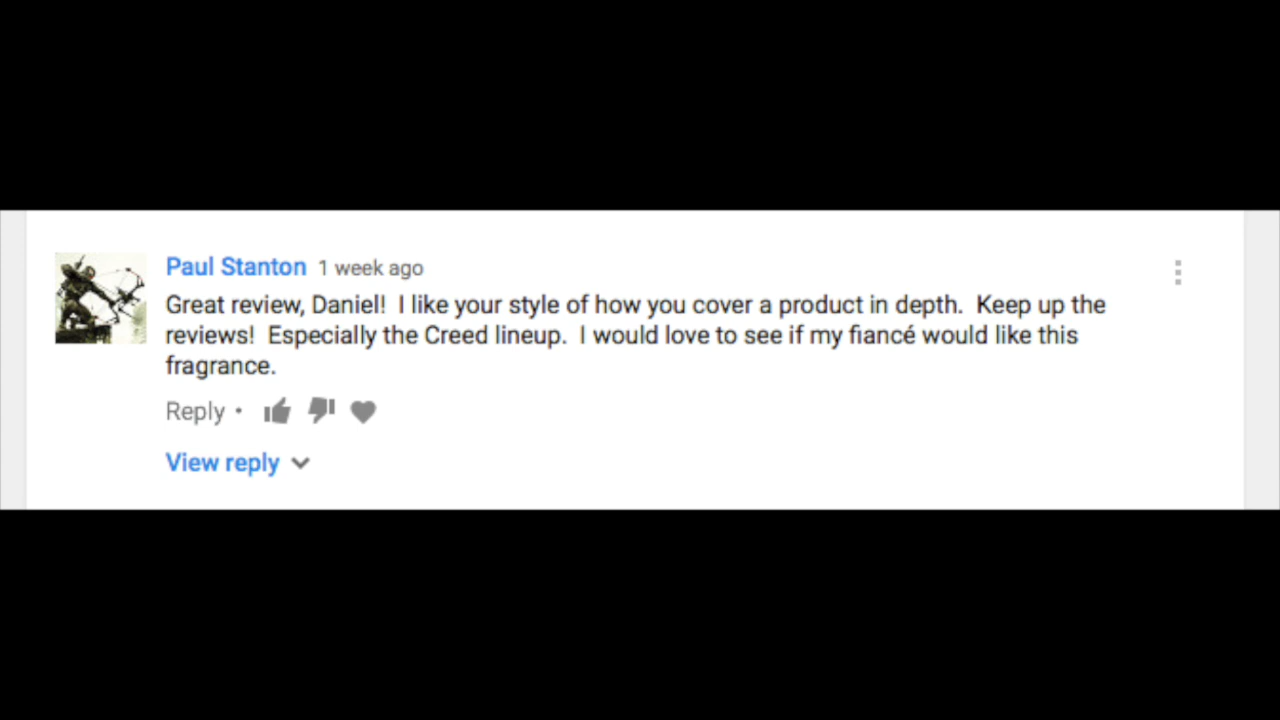 Paul Stanton 1 week ago
Great review, Daniel!  I like your style of how you cover a product in depth.  Keep up the
reviews!  Especially the Creed lineup.  I would love to see if my fiancé would like this
fragrance.
Reply •
View reply